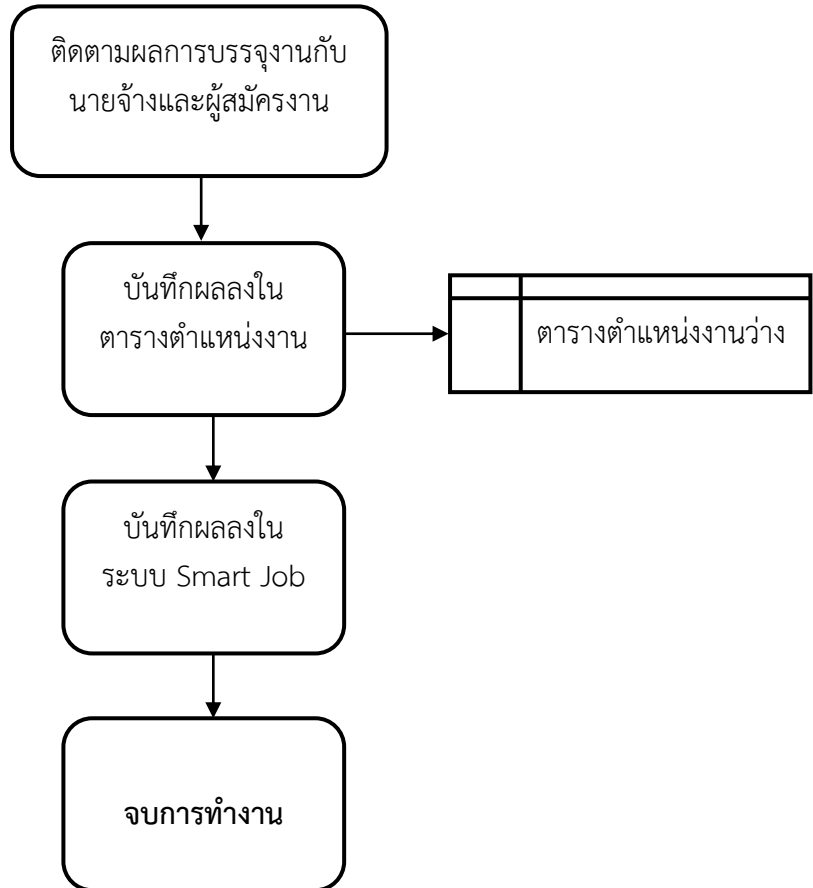 ติดตามผลการบรรจุงานกับ
นายจ้างและผู้สมัครงาน
บันทึกผลลงใน
ตารางตำแหน่งงาน
ตารางตำแหน่งงานว่าง
บันทึกผลลงใน
ระบบ Smart Job
จบการทำงาน